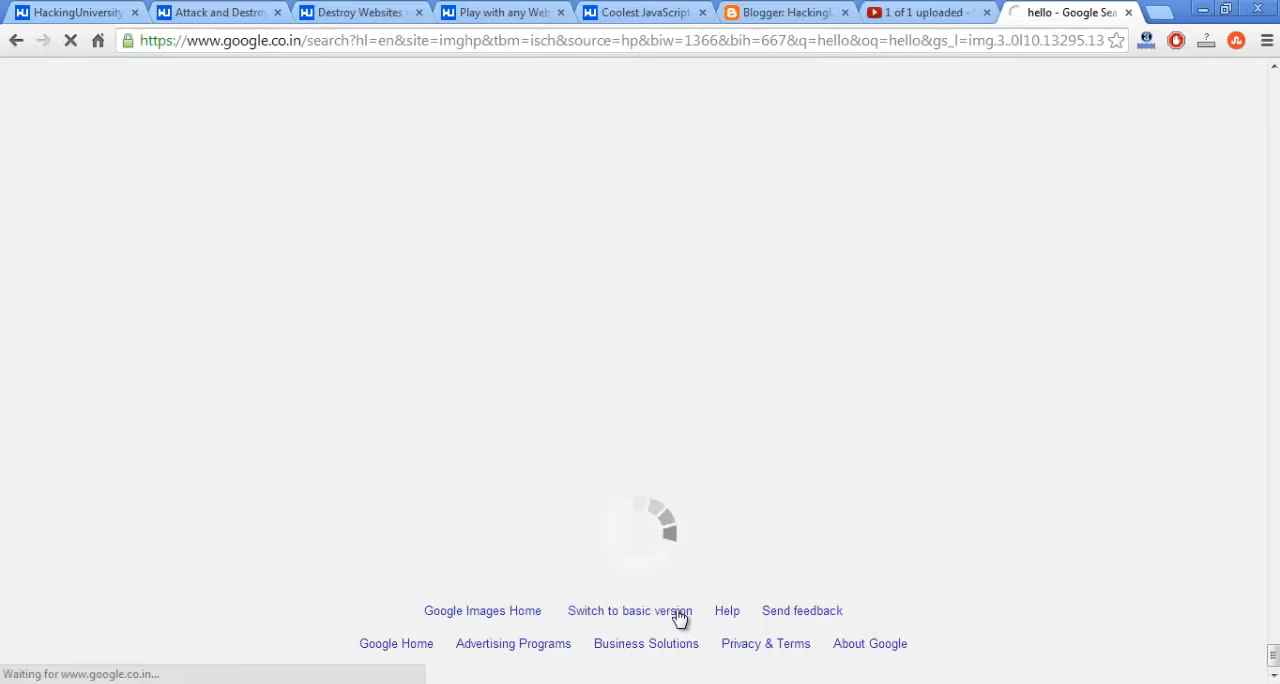 HackingUniversity
Attack and Destro
Destroy Websites
Play with any Web
Coolest JavaScript
Blogger: Hacking
1 of 1 uploaded -
hello - Google Sea
https://www.google.co.in/search?hl=en&site=imghp&tbm=isch&source=hp&biw=1366&bih=667&q=hello&oq=hello&gs_l=img.3..0l10.13295.13
Google Images Home Switch to basic version Help Send feedback
Google Home Advertising Programs Business Solutions Privacy & Terms About Google
Waiting for www.google.co.in...